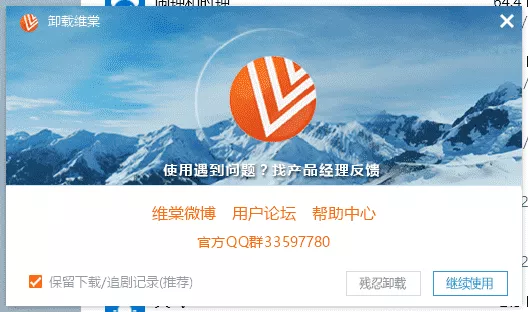 卸载维棠
使用遇到问题？找产品经理反馈
维棠微博 用户论坛 帮助中心
官方QQ群33597780
保留下载/追剧记录(推荐)
残忍卸载 继续使用